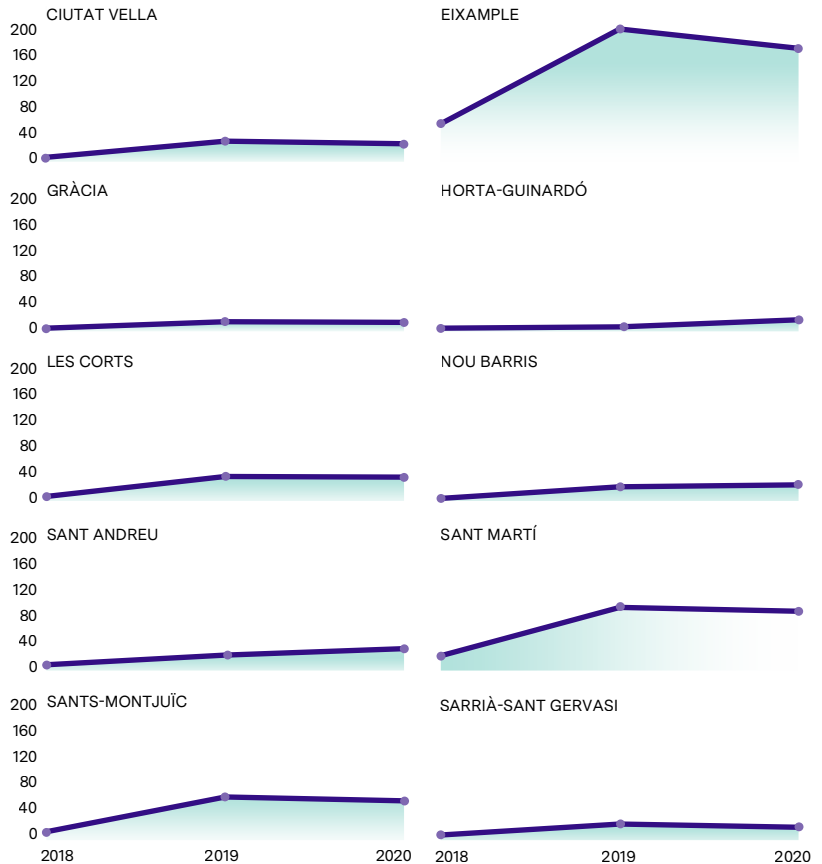 CIUTAT VELLA
200
160
120
80
40
0
EIXAMPLE
GRÀCIA
200
160
120
80
40
0
HORTA-GUINARDÓ
LES CORTS
200
160
120
80
40
0
NOU BARRIS
SANT ANDREU
200
160
120
80
40
0
SANT MARTÍ
SANTS-MONTJUÏC
200
160
120
80
40
0
2018 2019 2020
SARRIÀ-SANT GERVASI
2018 2019 2020